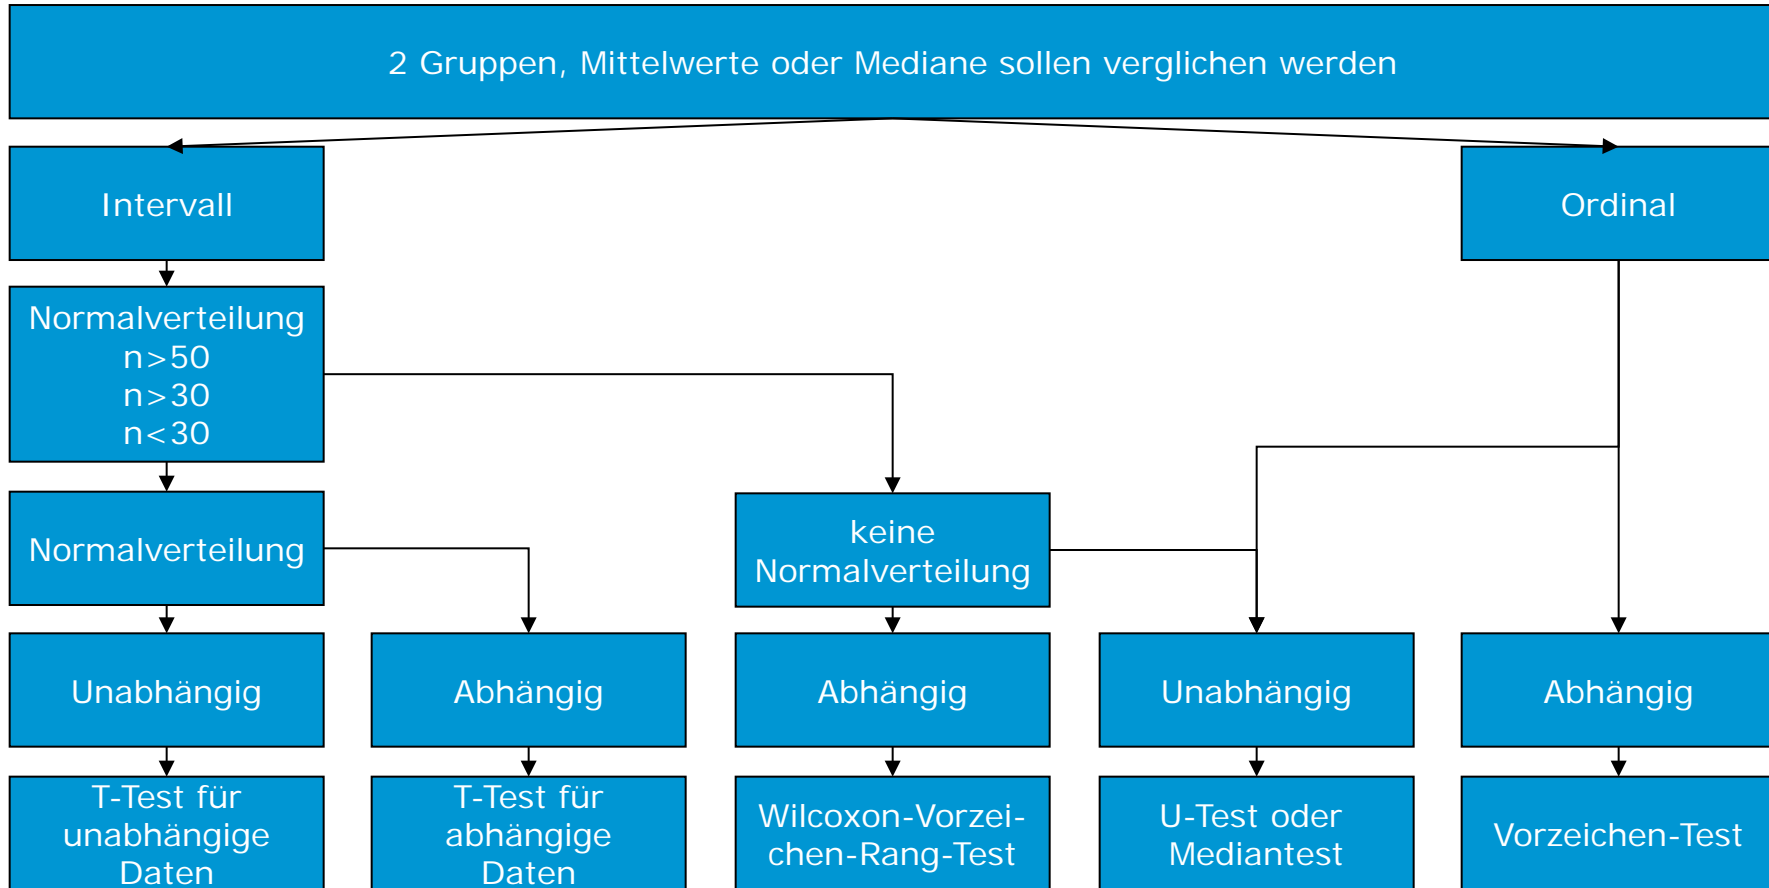 2 Gruppen, Mittelwerte oder Mediane sollen verglichen werden
Intervall
Ordinal
Normalverteilung
n>50
n>30
n<30
Normalverteilung
keine
Normalverteilung
Unabhängig
Abhängig
Abhängig
Unabhängig
Abhängig
T-Test für
unabhängige
Daten
T-Test für
abhängige
Daten
Wilcoxon-Vorzei-
chen-Rang-Test
U-Test oder
Mediantest
Vorzeichen-Test